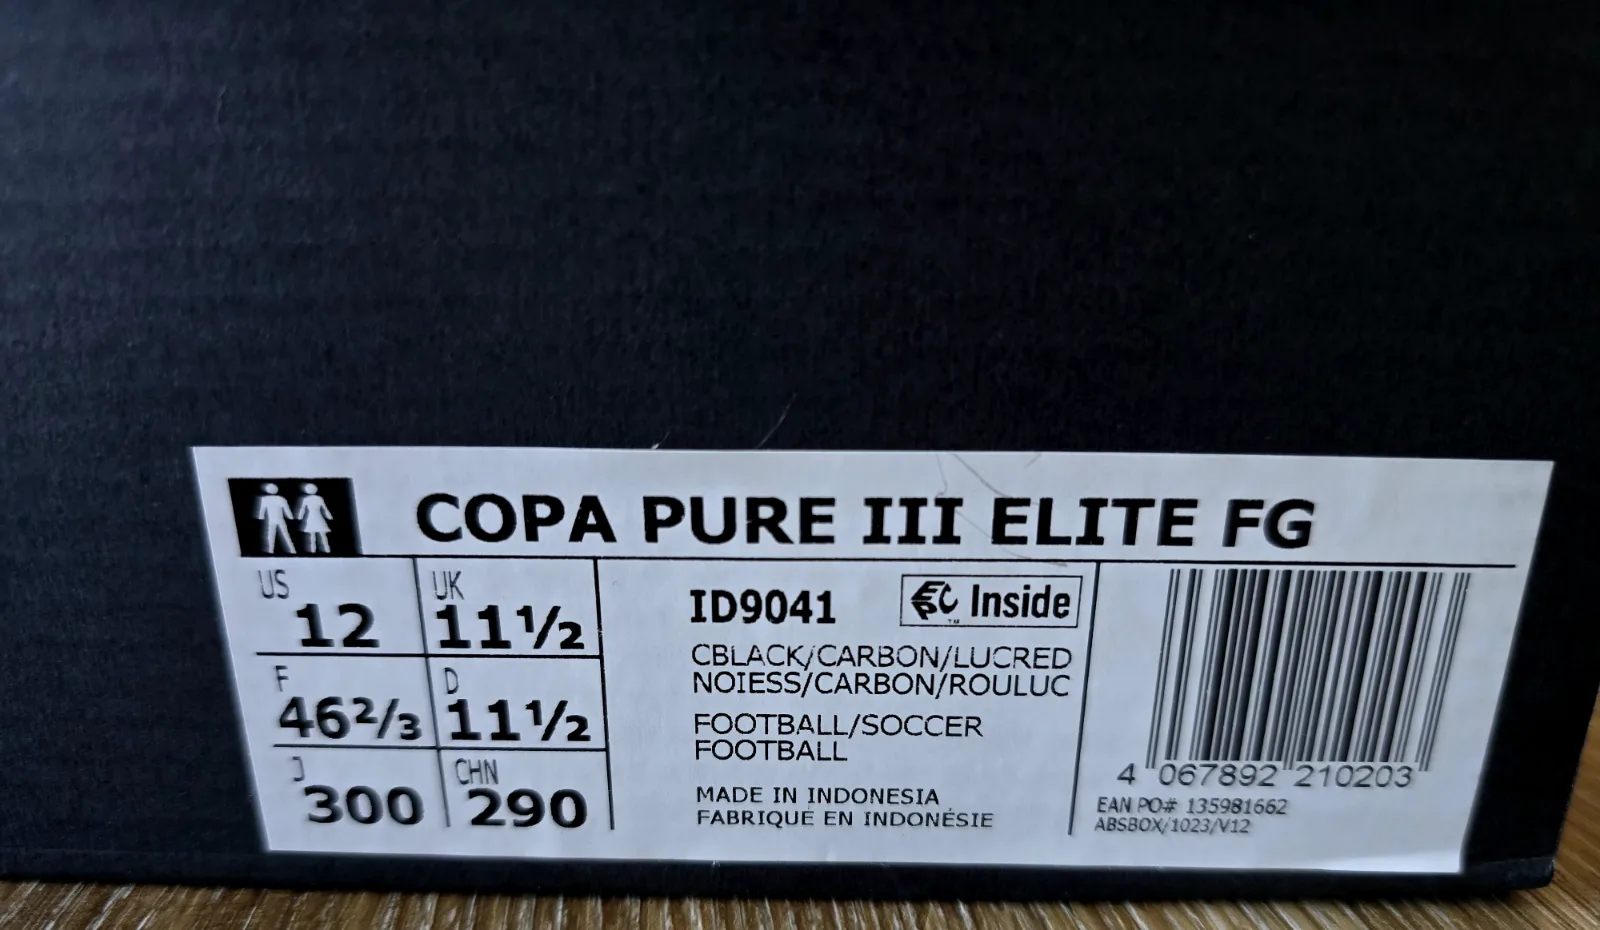 COPA PURE III ELITE FG
US 12 UK 11½
F 46⅔ D 11½
J 300 CHN 290
ID9041
Inside
CBLACK/CARBON/LUCRED
NOIESS/CARBON/ROULUC
FOOTBALL/SOCCER
FOOTBALL
MADE IN INDONESIA
FABRIQUÉ EN INDONÉSIE
4 067892 210203
EAN PO# 135981662
ABSBOX/1023/V12